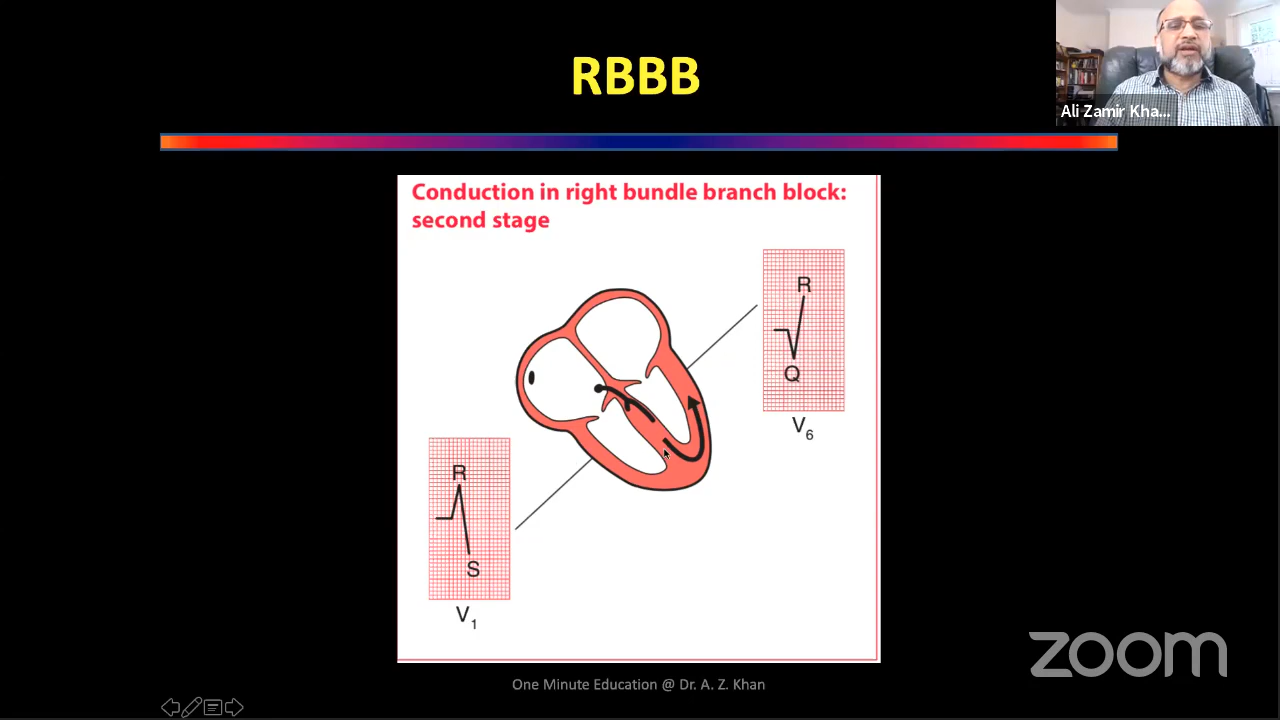 RBBB
Ali Zamir Kha...
Conduction in right bundle branch block:
second stage
R
Q
V6
R
S
V1
One Minute Education @ Dr. A. Z. Khan
zoom